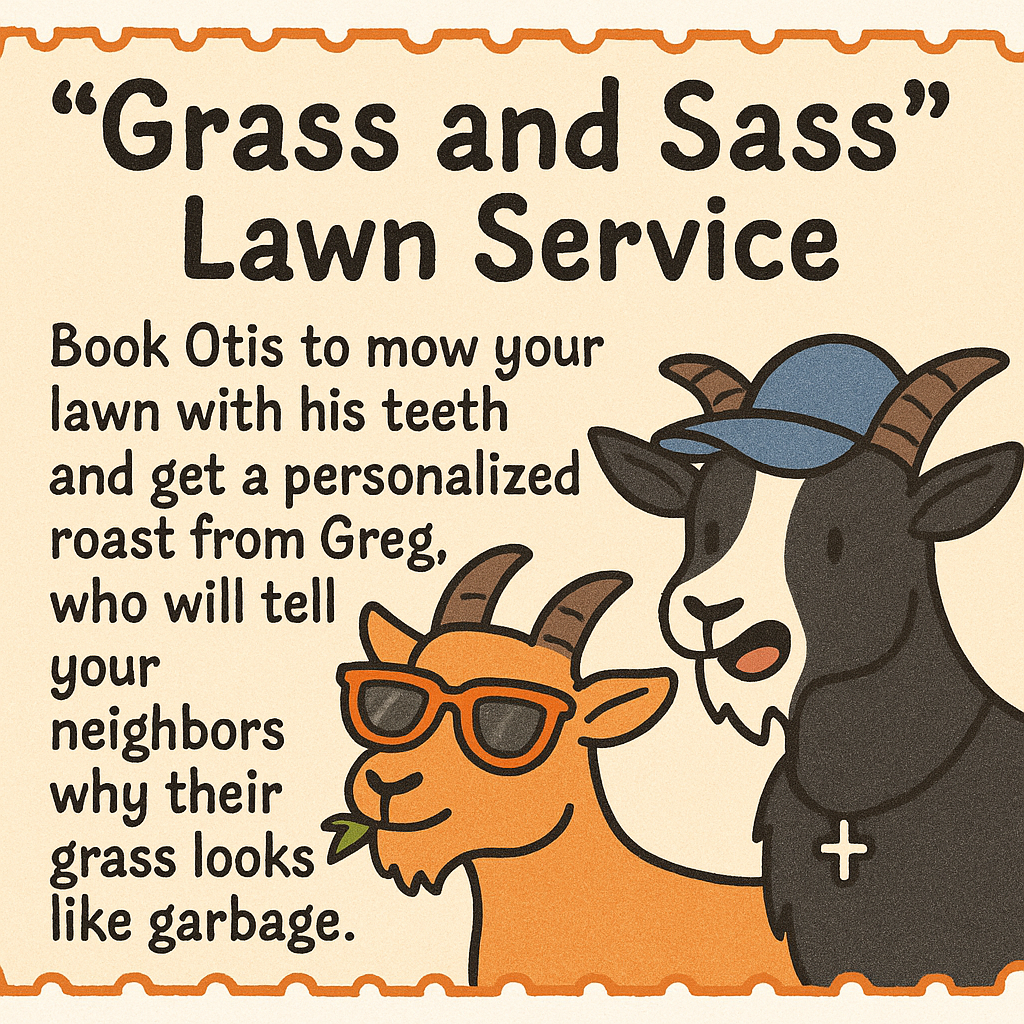 “Grass and Sass”
Lawn Service
Book Otis to mow your
lawn with his teeth
and get a personalized
roast from Greg,
who will tell
your
neighbors
why their
grass looks
like garbage.